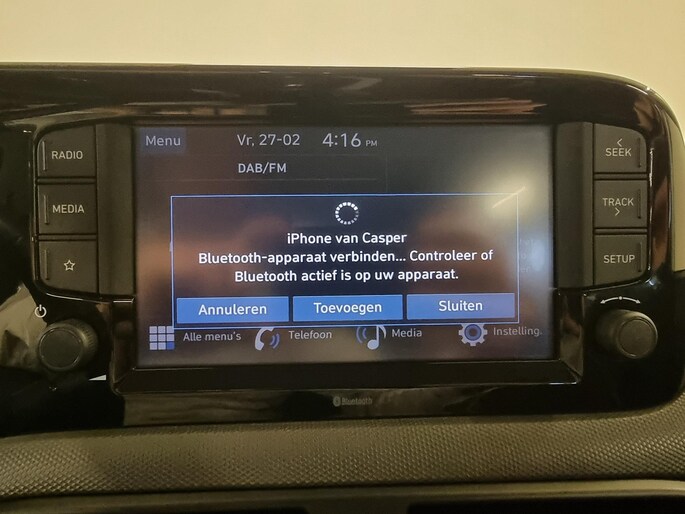 Menu Vr, 27-02 4:16 PM
DAB/FM
RADIO
MEDIA
☆
< SEEK
TRACK >
SETUP
iPhone van Casper
Bluetooth-apparaat verbinden... Controleer of
Bluetooth actief is op uw apparaat.
Annuleren Toevoegen Sluiten
Alle menu's Telefoon Media Instelling.
Bluetooth